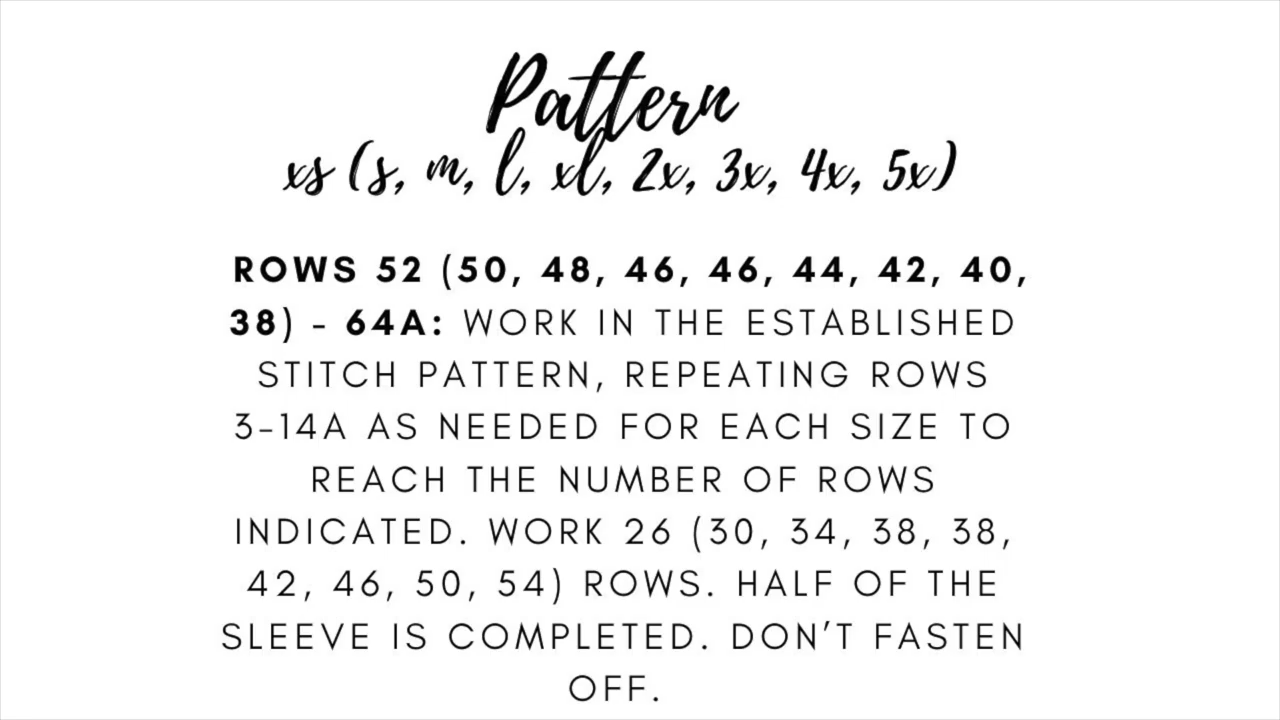 Pattern
xs (s, m, l, xl, 2x, 3x, 4x, 5x)
ROWS 52 (50, 48, 46, 46, 44, 42, 40,
38) - 64A: WORK IN THE ESTABLISHED
STITCH PATTERN, REPEATING ROWS
3-14A AS NEEDED FOR EACH SIZE TO
REACH THE NUMBER OF ROWS
INDICATED. WORK 26 (30, 34, 38, 38,
42, 46, 50, 54) ROWS. HALF OF THE
SLEEVE IS COMPLETED. DON'T FASTEN
OFF.